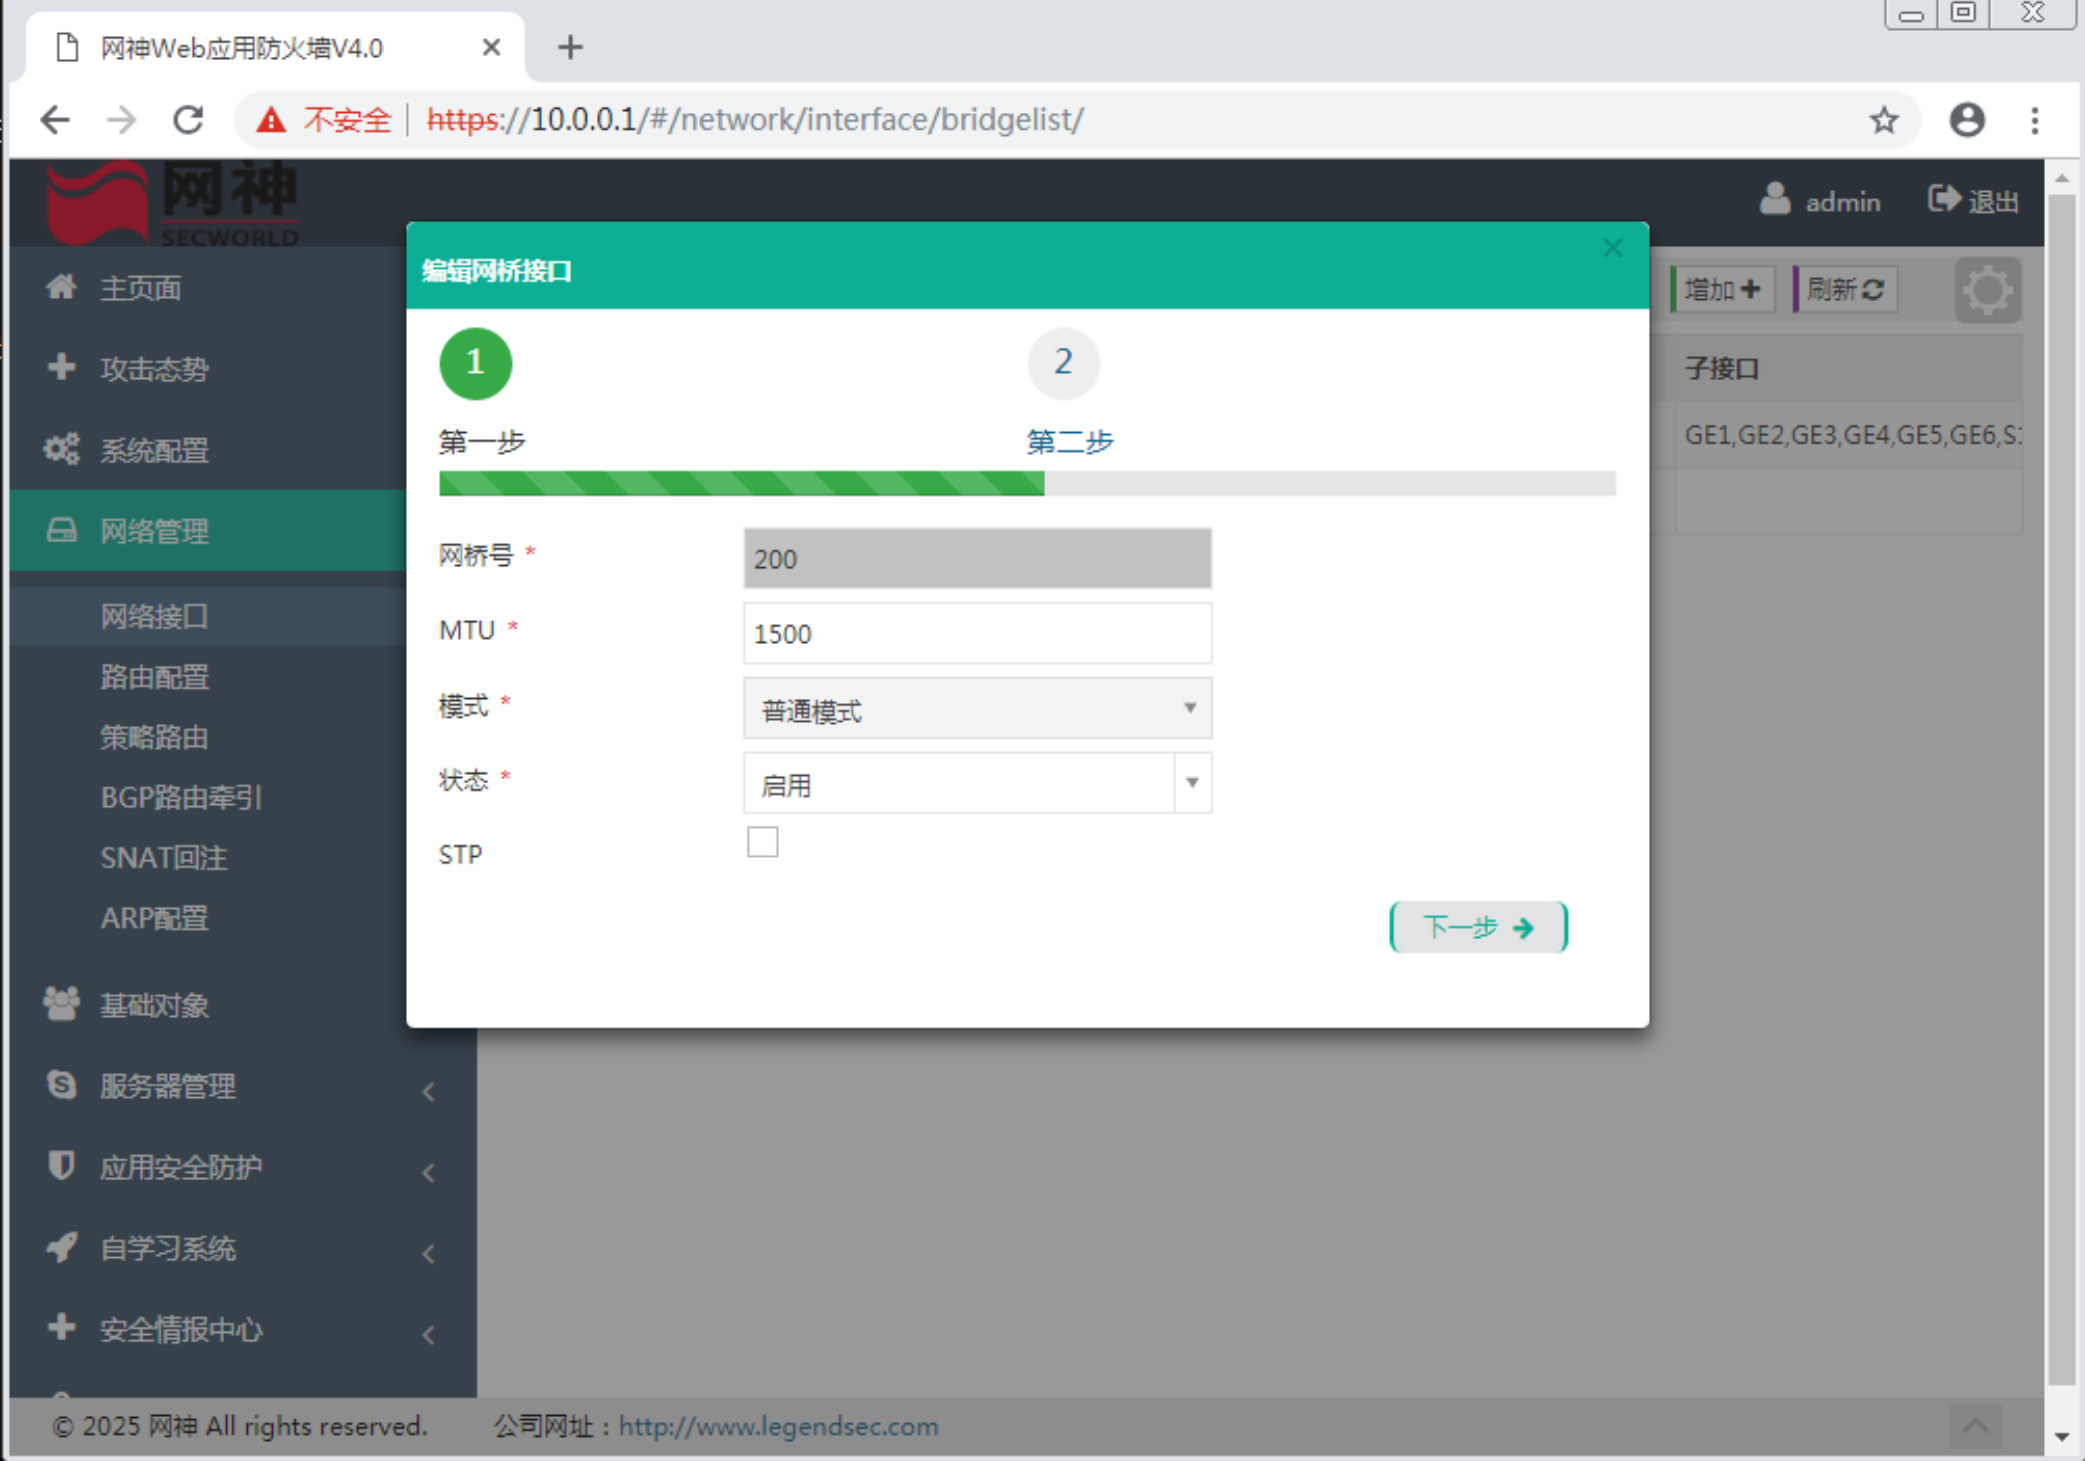 网神Web应用防火墙V4.0
不安全 https://10.0.0.1/#/network/interface/bridgelist/
网神
SECWORLD
admin 退出
编辑网桥接口
增加 刷新
子接口
GE1,GE2,GE3,GE4,GE5,GE6,S
1 2
第一步 第二步
网桥号 * 200
MTU * 1500
模式 * 普通模式
状态 * 启用
STP
下一步
主页面
攻击态势
系统配置
网络管理
网络接口
路由配置
策略路由
BGP路由牵引
SNAT回注
ARP配置
基础对象
服务器管理
应用安全防护
自学习系统
安全情报中心
© 2025 网神 All rights reserved. 公司网址：http://www.legendsec.com